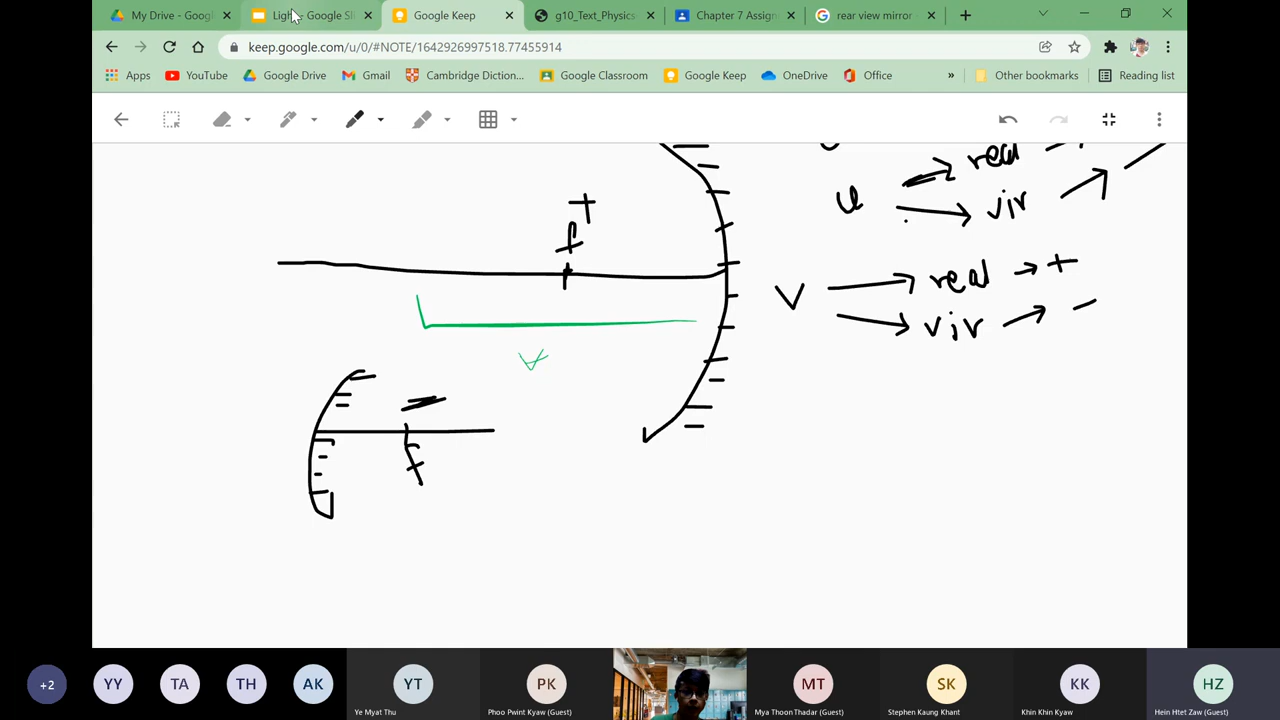 My Drive - Googl
Ligh Google Sli
Google Keep
g10_Text_Physics
Chapter 7 Assign
rear view mirror
keep.google.com/u/0/#NOTE/1642926997518.77455914
Apps
YouTube
Google Drive
Gmail
Cambridge Diction...
Google Classroom
Google Keep
OneDrive
Office
»
Other bookmarks
Reading list
real
u
vir
+
f
v
real → +
vir → -
v
-
f
+2
YY
TA
TH
AK
YT
PK
MT
SK
KK
HZ
Ye Myat Thu
Phoo Pwint Kyaw (Guest)
Mya Thoon Thadar (Guest)
Stephen Kaung Khant
Khin Khin Kyaw
Hein Htet Zaw (Guest)